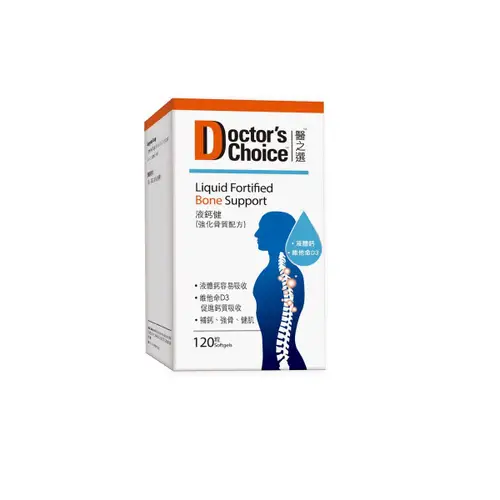 Doctor's
Choice
醫之選
Liquid Fortified
Bone Support
液鈣健
(強化骨質配方)
• 液體鈣
• 維他命D3
• 液體鈣容易吸收
• 維他命D3
促進鈣質吸收
• 補鈣、強骨、健肌
120粒
Softgels